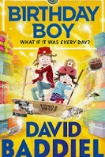 BIRTHDAY
BOY
WHAT IF IT WAS EVERY DAY?
DAVID
BADDIEL